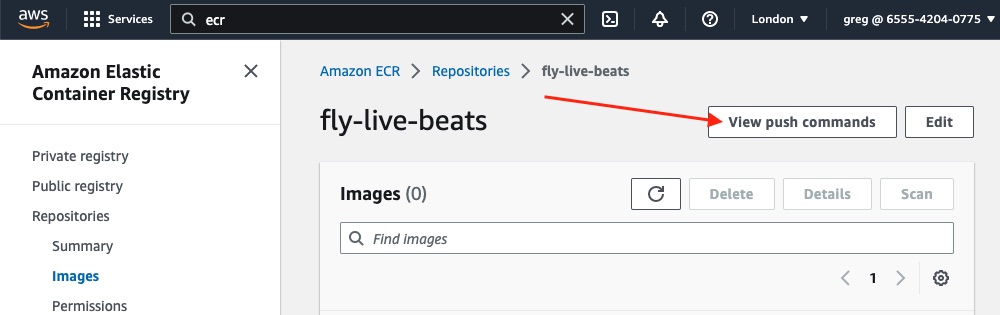 aws Services ecr London greg @ 6555-4204-0775
Amazon Elastic
Container Registry
Private registry
Public registry
Repositories
Summary
Images
Permissions
Amazon ECR Repositories fly-live-beats
fly-live-beats View push commands Edit
Images (0) Delete Details Scan
Find images
1